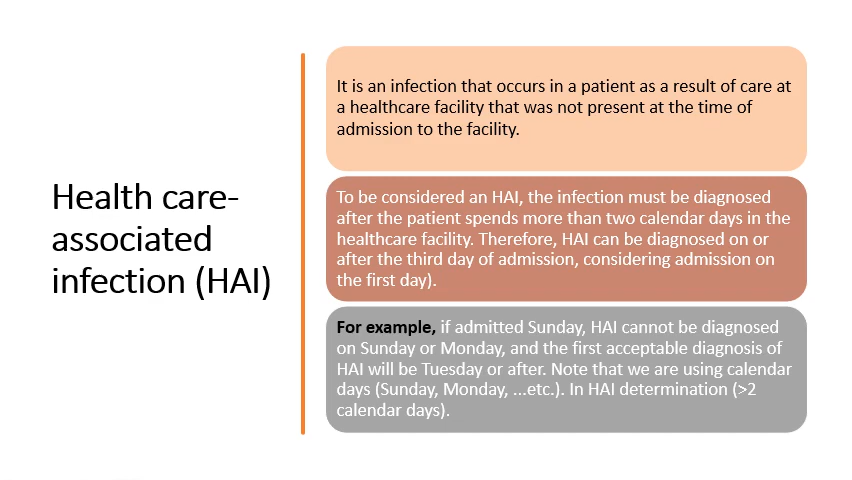 Health care-
associated
infection (HAI)
It is an infection that occurs in a patient as a result of care at
a healthcare facility that was not present at the time of
admission to the facility.
To be considered an HAI, the infection must be diagnosed
after the patient spends more than two calendar days in the
healthcare facility. Therefore, HAI can be diagnosed on or
after the third day of admission, considering admission on
the first day).
For example, if admitted Sunday, HAI cannot be diagnosed
on Sunday or Monday, and the first acceptable diagnosis of
HAI will be Tuesday or after. Note that we are using calendar
days (Sunday, Monday, ...etc.). In HAI determination (>2
calendar days).